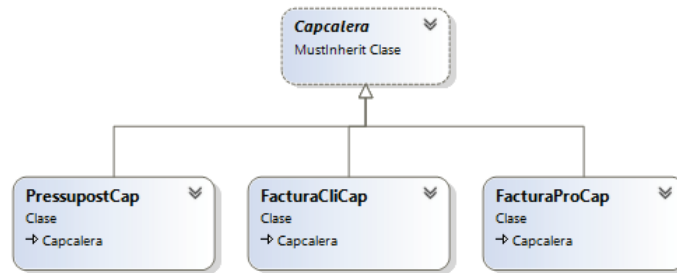 Capcalera
MustInherit Clase
PressupostCap
Clase
Capcalera
FacturaCliCap
Clase
Capcalera
FacturaProCap
Clase
Capcalera